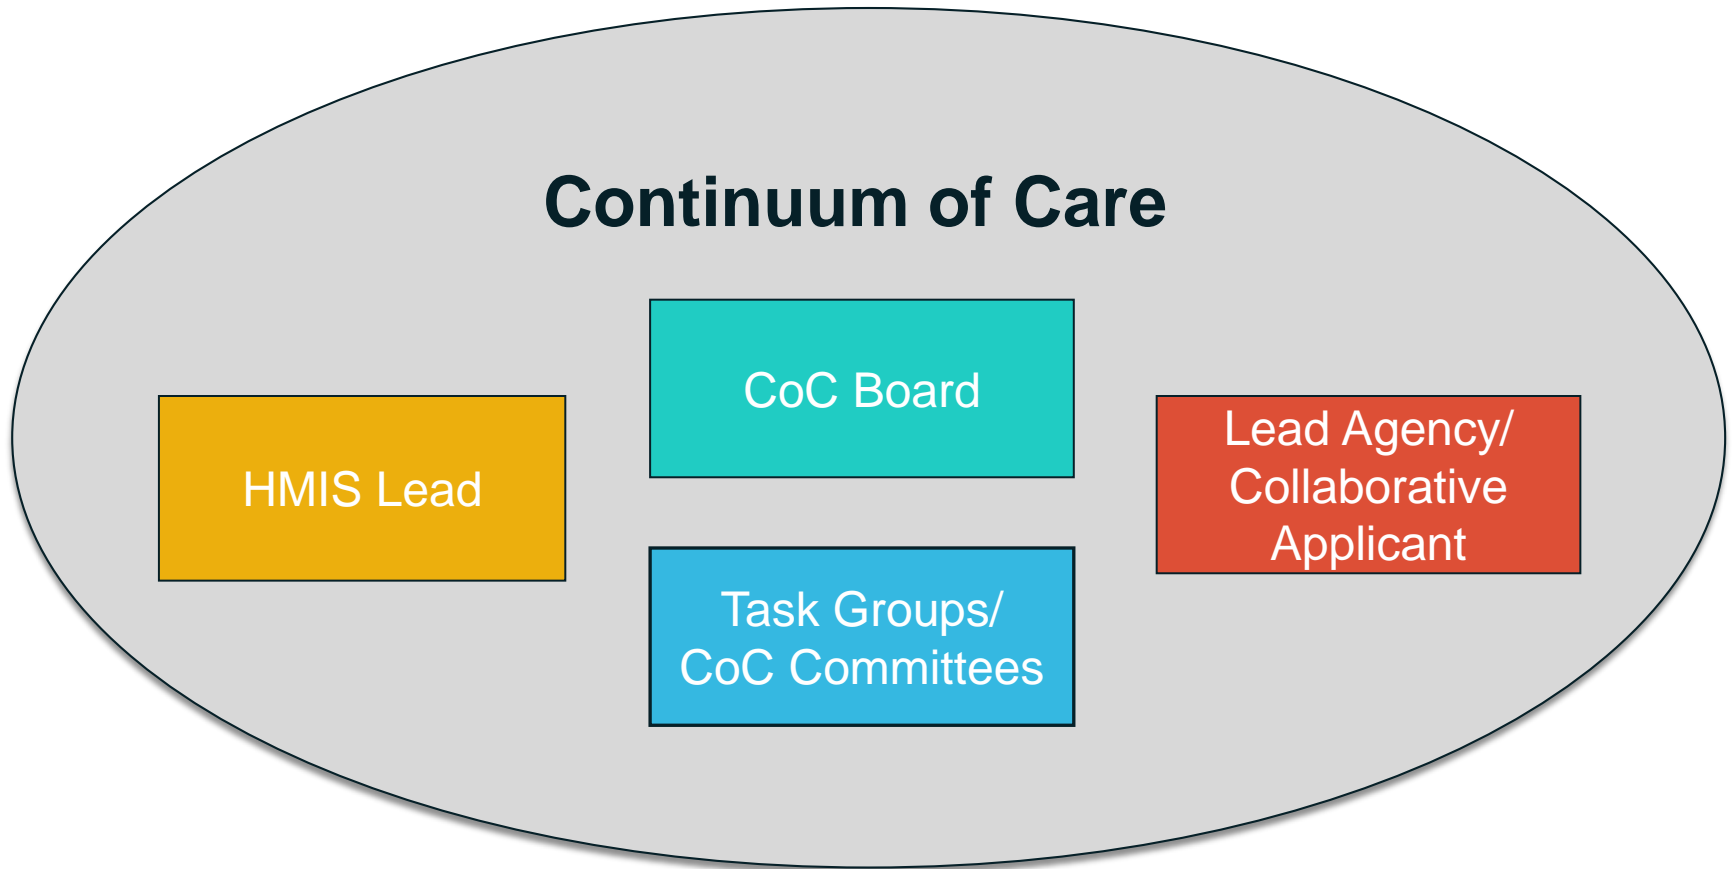 Continuum of Care
CoC Board
HMIS Lead
Lead Agency/
Collaborative
Applicant
Task Groups/
CoC Committees